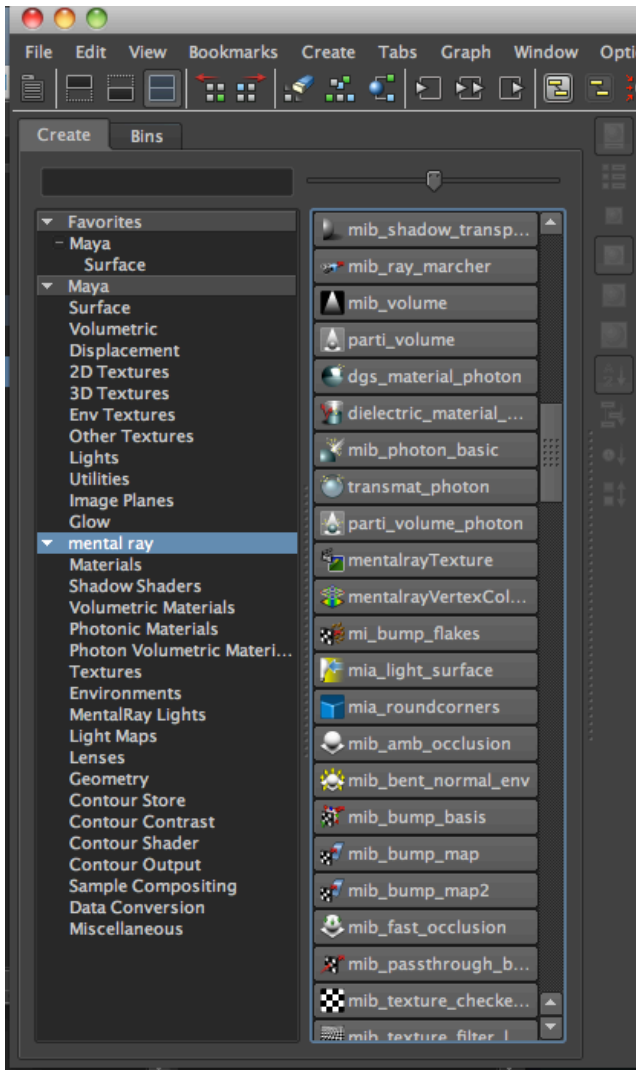 File Edit View Bookmarks Create Tabs Graph Window Opti
Create Bins
Favorites
Maya
Surface
Maya
Surface
Volumetric
Displacement
2D Textures
3D Textures
Env Textures
Other Textures
Lights
Utilities
Image Planes
Glow
mental ray
Materials
Shadow Shaders
Volumetric Materials
Photonic Materials
Photon Volumetric Materi...
Textures
Environments
MentalRay Lights
Light Maps
Lenses
Geometry
Contour Store
Contour Contrast
Contour Shader
Contour Output
Sample Compositing
Data Conversion
Miscellaneous
mib_shadow_transp...
mib_ray_marcher
mib_volume
parti_volume
dgs_material_photon
dielectric_material_...
mib_photon_basic
transmat_photon
parti_volume_photon
mentalrayTexture
mentalrayVertexCol...
mi_bump_flakes
mia_light_surface
mia_roundcorners
mib_amb_occlusion
mib_bent_normal_env
mib_bump_basis
mib_bump_map
mib_bump_map2
mib_fast_occlusion
mib_passthrough_b...
mib_texture_checke...
mib_texture_filter_l...